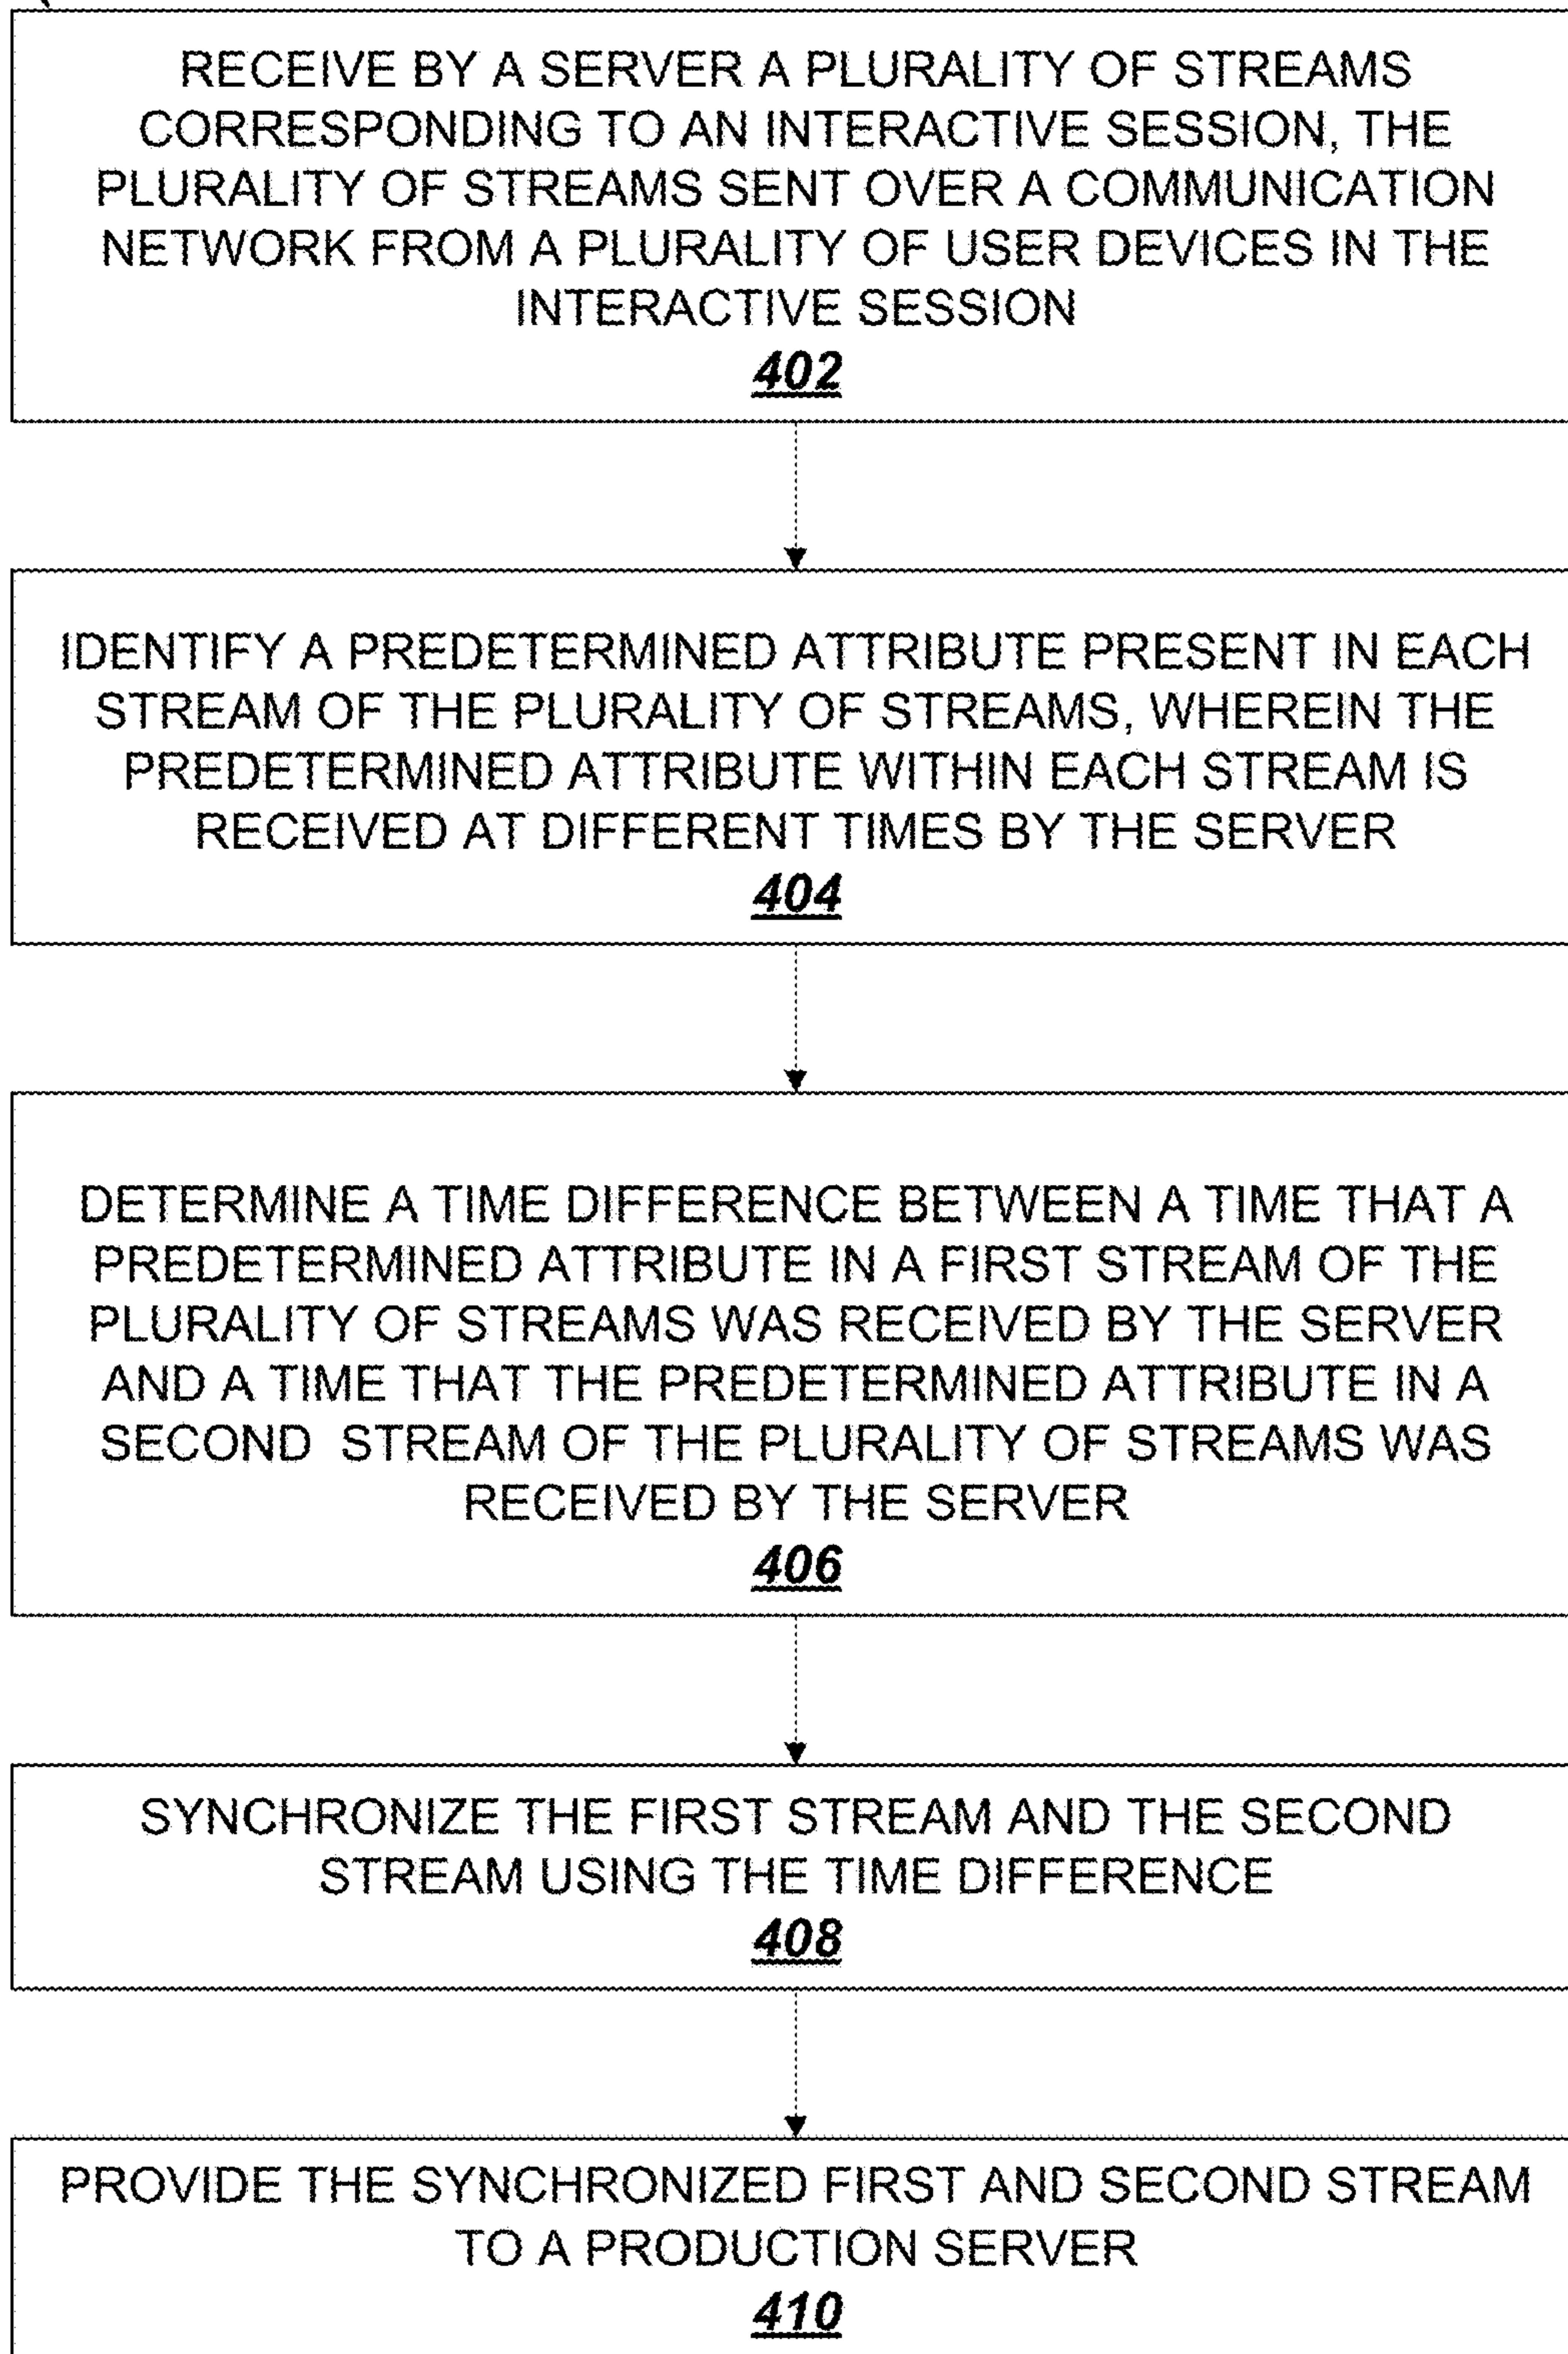 RECEIVE BY A SERVER A PLURALITY OF STREAMS
CORRESPONDING TO AN INTERACTIVE SESSION, THE
PLURALITY OF STREAMS SENT OVER A COMMUNICATION
NETWORK FROM A PLURALITY OF USER DEVICES IN THE
INTERACTIVE SESSION
402
IDENTIFY A PREDETERMINED ATTRIBUTE PRESENT IN EACH
STREAM OF THE PLURALITY OF STREAMS, WHEREIN THE
PREDETERMINED ATTRIBUTE WITHIN EACH STREAM IS
RECEIVED AT DIFFERENT TIMES BY THE SERVER
404
DETERMINE A TIME DIFFERENCE BETWEEN A TIME THAT A
PREDETERMINED ATTRIBUTE IN A FIRST STREAM OF THE
PLURALITY OF STREAMS WAS RECEIVED BY THE SERVER
AND A TIME THAT THE PREDETERMINED ATTRIBUTE IN A
SECOND STREAM OF THE PLURALITY OF STREAMS WAS
RECEIVED BY THE SERVER
406
SYNCHRONIZE THE FIRST STREAM AND THE SECOND
STREAM USING THE TIME DIFFERENCE
408
PROVIDE THE SYNCHRONIZED FIRST AND SECOND STREAM
TO A PRODUCTION SERVER
410